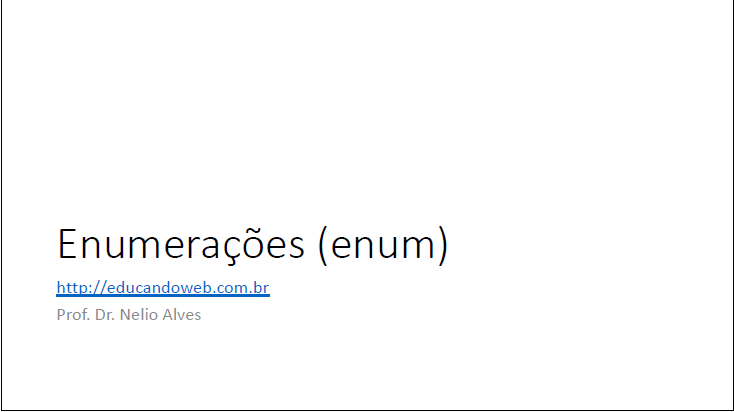 Enumerações (enum)
http://educandoweb.com.br
Prof. Dr. Nelio Alves